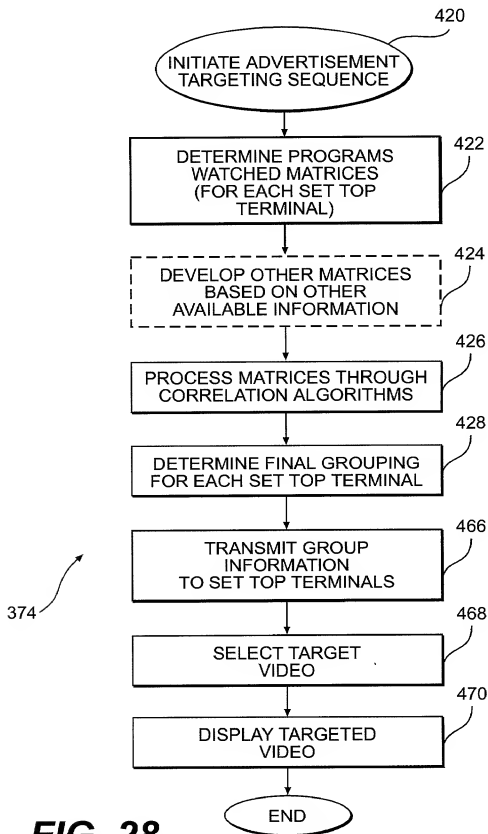 420
INITIATE ADVERTISEMENT
TARGETING SEQUENCE
422
DETERMINE PROGRAMS
WATCHED MATRICES
(FOR EACH SET TOP
TERMINAL)
424
DEVELOP OTHER MATRICES
BASED ON OTHER
AVAILABLE INFORMATION
426
PROCESS MATRICES THROUGH
CORRELATION ALGORITHMS
428
DETERMINE FINAL GROUPING
FOR EACH SET TOP TERMINAL
466
TRANSMIT GROUP
INFORMATION
TO SET TOP TERMINALS
374
468
SELECT TARGET
VIDEO
470
DISPLAY TARGETED
VIDEO
END
FIG. 28